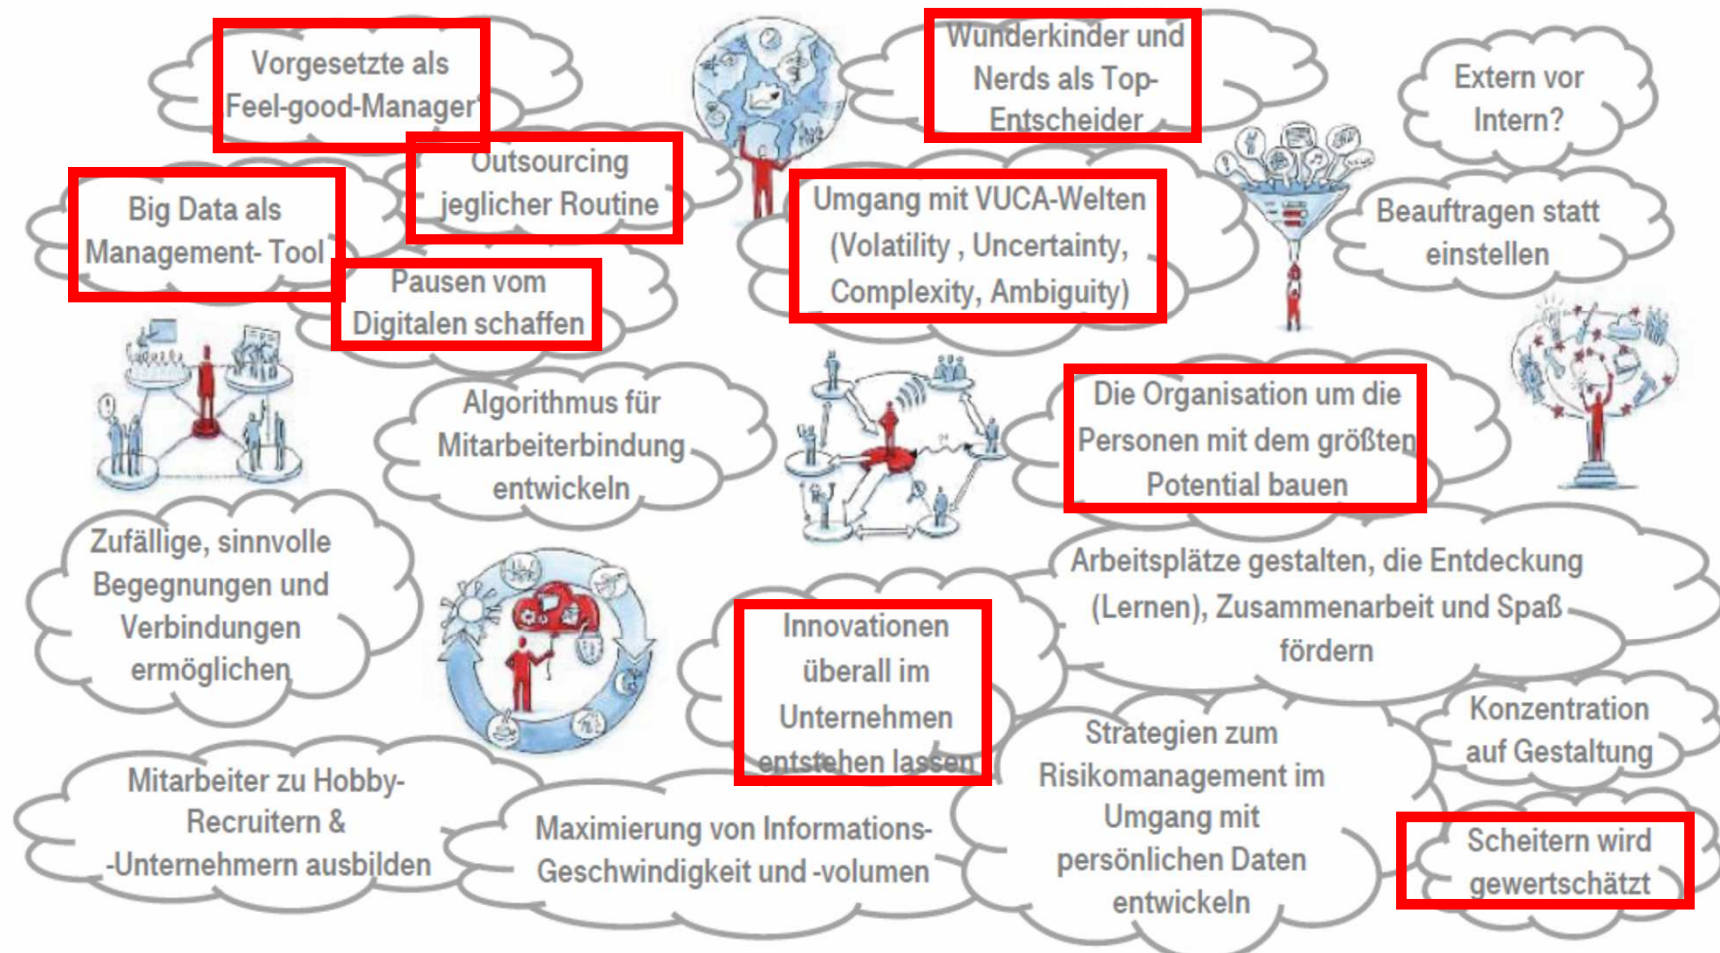 Vorgesetzte als
Feel-good-Manager
Wunderkinder und
Nerds als Top-
Entscheider
Extern vor
Intern?
Outsourcing
jeglicher Routine
Big Data als
Management- Tool
Umgang mit VUCA-Welten
(Volatility , Uncertainty,
Complexity, Ambiguity)
Beauftragen statt
einstellen
Pausen vom
Digitalen schaffen
Algorithmus für
Mitarbeiterbindung
entwickeln
Die Organisation um die
Personen mit dem größten
Potential bauen
Zufällige, sinnvolle
Begegnungen und
Verbindungen
ermöglichen
Arbeitsplätze gestalten, die Entdeckung
(Lernen), Zusammenarbeit und Spaß
fördern
Innovationen
überall im
Unternehmen
entstehen lassen
Konzentration
auf Gestaltung
Strategien zum
Risikomanagement im
Umgang mit
persönlichen Daten
entwickeln
Mitarbeiter zu Hobby-
Recruitern &
-Unternehmern ausbilden
Maximierung von Informations-
Geschwindigkeit und -volumen
Scheitern wird
gewertschätzt